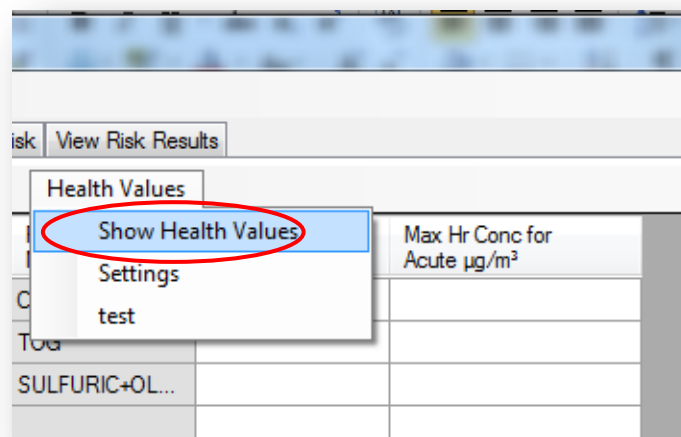 isk View Risk Results
Health Values
Show Health Values
Max Hr Conc for
Acute µg/m³
Settings
test
TOG
SULFURIC+OL...